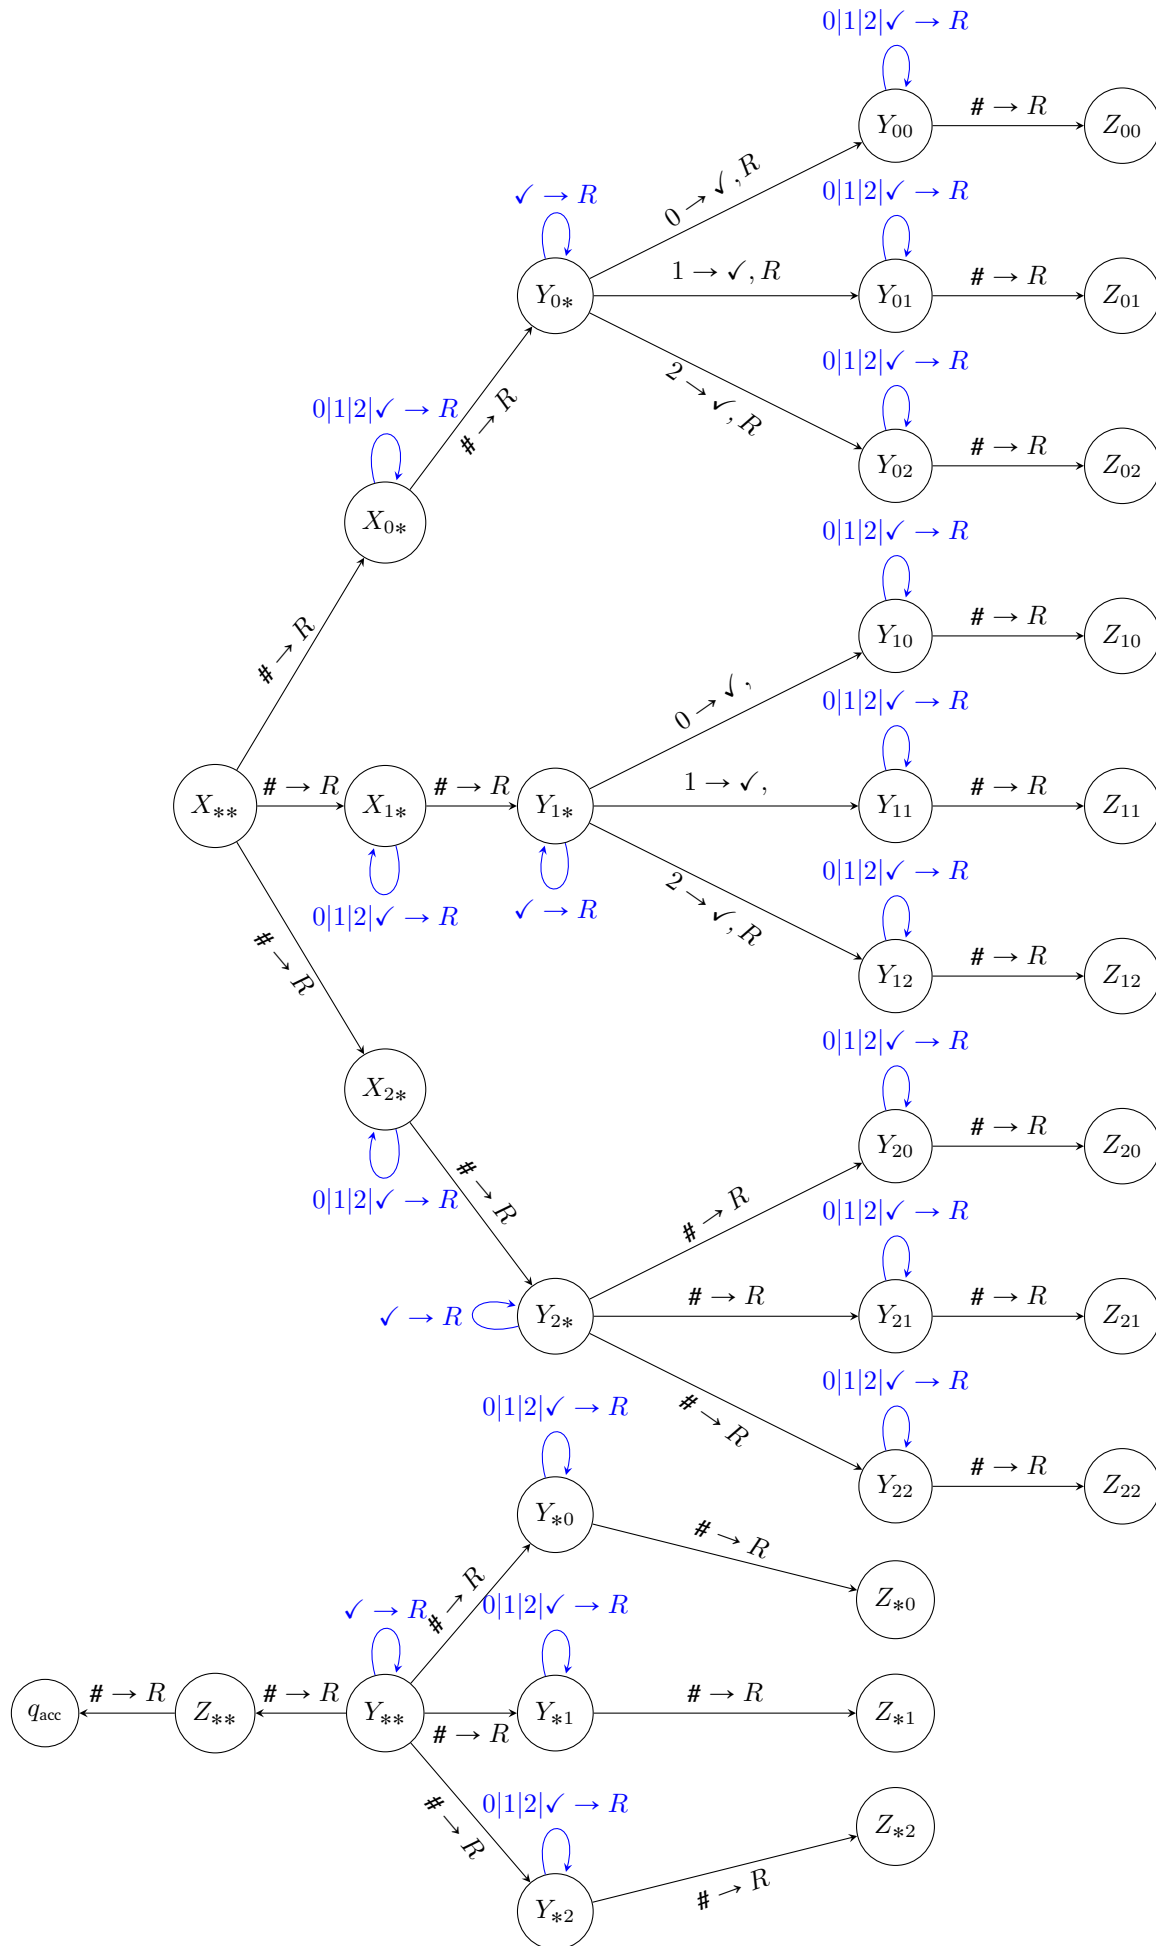 0|1|2|✓ → R
Y₀₀
# → R
Z₀₀
0 → ✓, R
✓ → R
0|1|2|✓ → R
Y₀∗
1 → ✓, R
Y₀₁
# → R
Z₀₁
0|1|2|✓ → R
2 → ✓, R
0|1|2|✓ → R
# → R
Y₀₂
# → R
Z₀₂
X₀∗
0|1|2|✓ → R
# → R
Y₁₀
# → R
Z₁₀
0 → ✓,
0|1|2|✓ → R
X∗∗
# → R
X₁∗
# → R
Y₁∗
1 → ✓,
Y₁₁
# → R
Z₁₁
0|1|2|✓ → R
✓ → R
2 → ✓, R
0|1|2|✓ → R
# → R
Y₁₂
# → R
Z₁₂
0|1|2|✓ → R
X₂∗
Y₂₀
# → R
Z₂₀
0|1|2|✓ → R
# → R
# → R
0|1|2|✓ → R
✓ → R
Y₂∗
# → R
Y₂₁
# → R
Z₂₁
0|1|2|✓ → R
# → R
0|1|2|✓ → R
Y₂₂
# → R
Z₂₂
Y∗₀
# → R
Z∗₀
✓ → R
# → R
0|1|2|✓ → R
q_acc
# → R
Z∗∗
# → R
Y∗∗
# → R
Y∗₁
# → R
Z∗₁
# → R
0|1|2|✓ → R
Z∗₂
Y∗₂
# → R